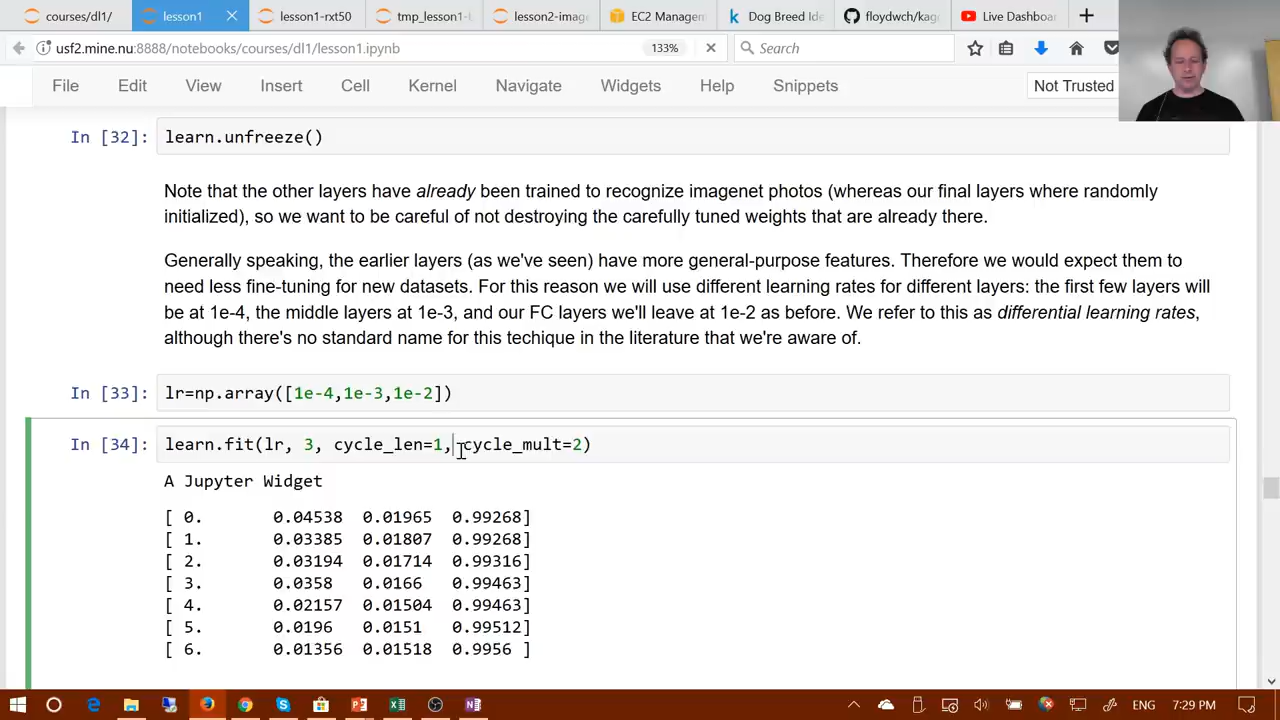 courses/dl1/
lesson1
lesson1-rxt50
tmp_lesson1-
lesson2-image
EC2 Managem
Dog Breed Ide
floydwch/kag
Live Dashboa
usf2.mine.nu:8888/notebooks/courses/dl1/lesson1.ipynb
133%
Search
File Edit View Insert Cell Kernel Navigate Widgets Help Snippets
Not Trusted
In [32]: learn.unfreeze()
Note that the other layers have already been trained to recognize imagenet photos (whereas our final layers where randomly
initialized), so we want to be careful of not destroying the carefully tuned weights that are already there.
Generally speaking, the earlier layers (as we've seen) have more general-purpose features. Therefore we would expect them to
need less fine-tuning for new datasets. For this reason we will use different learning rates for different layers: the first few layers will
be at 1e-4, the middle layers at 1e-3, and our FC layers we'll leave at 1e-2 as before. We refer to this as differential learning rates,
although there's no standard name for this techique in the literature that we're aware of.
In [33]: lr=np.array([1e-4,1e-3,1e-2])
In [34]: learn.fit(lr, 3, cycle_len=1, cycle_mult=2)
A Jupyter Widget
[ 0. 0.04538 0.01965 0.99268]
[ 1. 0.03385 0.01807 0.99268]
[ 2. 0.03194 0.01714 0.99316]
[ 3. 0.0358 0.0166 0.99463]
[ 4. 0.02157 0.01504 0.99463]
[ 5. 0.0196 0.0151 0.99512]
[ 6. 0.01356 0.01518 0.9956 ]
ENG 7:29 PM